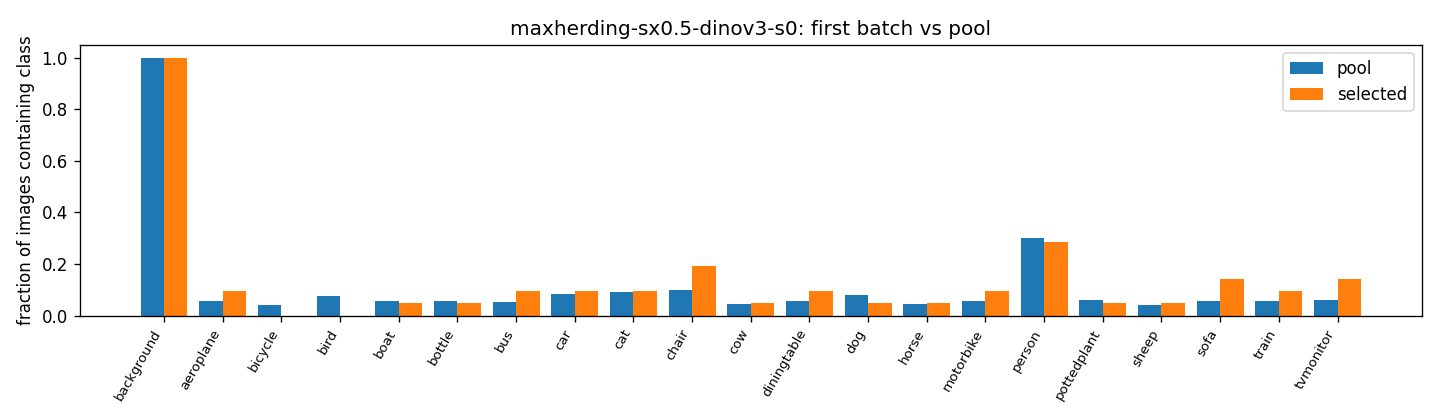 maxherding-sx0.5-dinov3-s0: first batch vs pool
fraction of images containing class
1.0
0.8
0.6
0.4
0.2
0.0
pool
selected
background
aeroplane
bicycle
bird
boat
bottle
bus
car
cat
chair
cow
diningtable
dog
horse
motorbike
person
pottedplant
sheep
sofa
train
tvmonitor